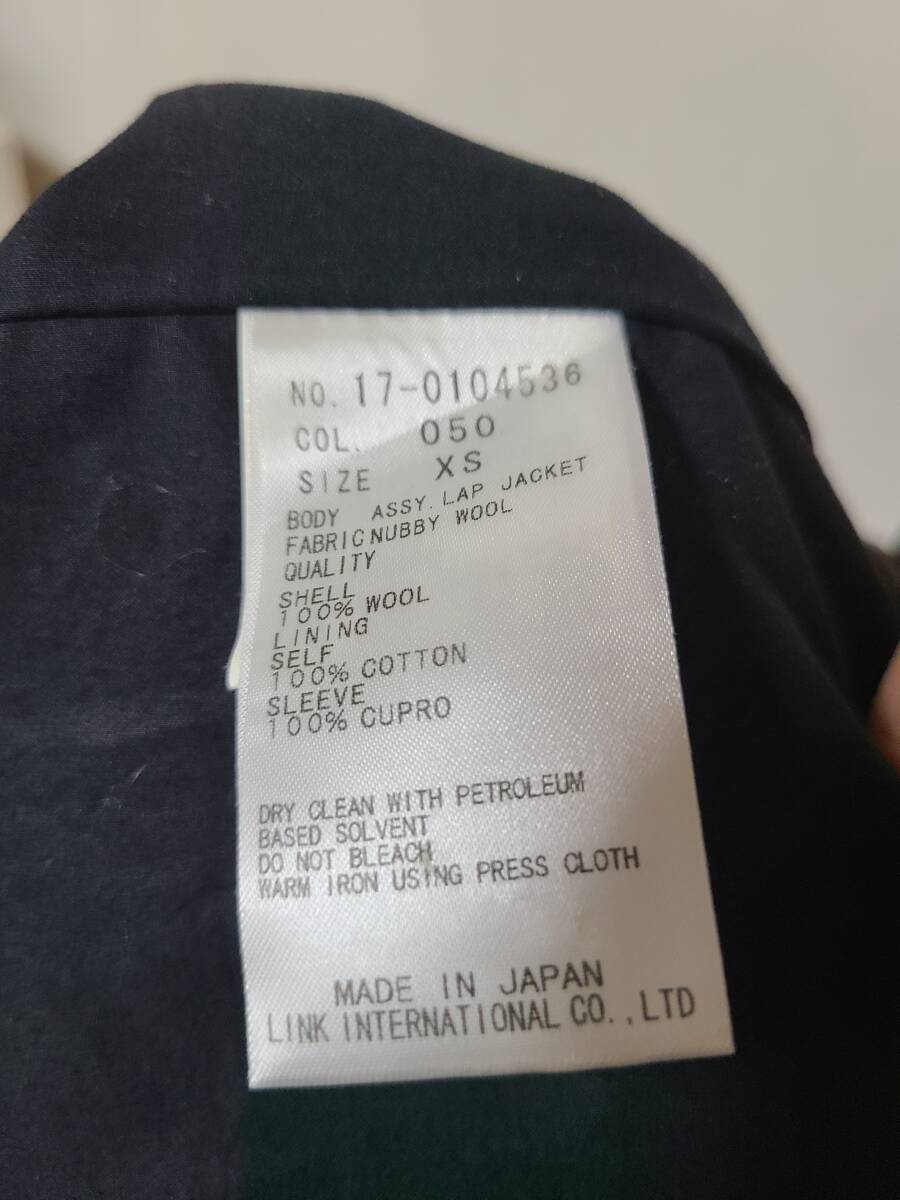 NO. 17-0104536
COL. 050
SIZE XS
BODY ASSY. LAP JACKET
FABRIC NUBBY WOOL
QUALITY
SHELL
100% WOOL
LINING
SELF
100% COTTON
SLEEVE
100% CUPRO
DRY CLEAN WITH PETROLEUM
BASED SOLVENT
DO NOT BLEACH
WARM IRON USING PRESS CLOTH
MADE IN JAPAN
LINK INTERNATIONAL CO., LTD